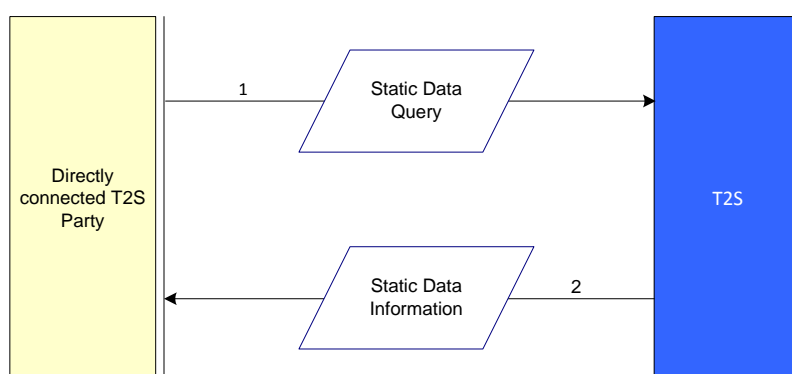 1
Static Data
Query
Directly
connected T2S
Party
T2S
Static Data
Information
2